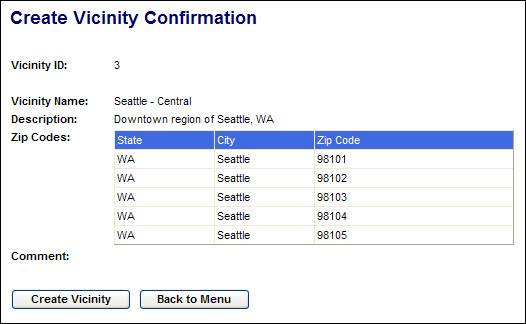 Create Vicinity Confirmation
Vicinity ID: 3
Vicinity Name: Seattle - Central
Description: Downtown region of Seattle, WA
Zip Codes:
State City Zip Code
WA Seattle 98101
WA Seattle 98102
WA Seattle 98103
WA Seattle 98104
WA Seattle 98105
Comment:
Create Vicinity Back to Menu